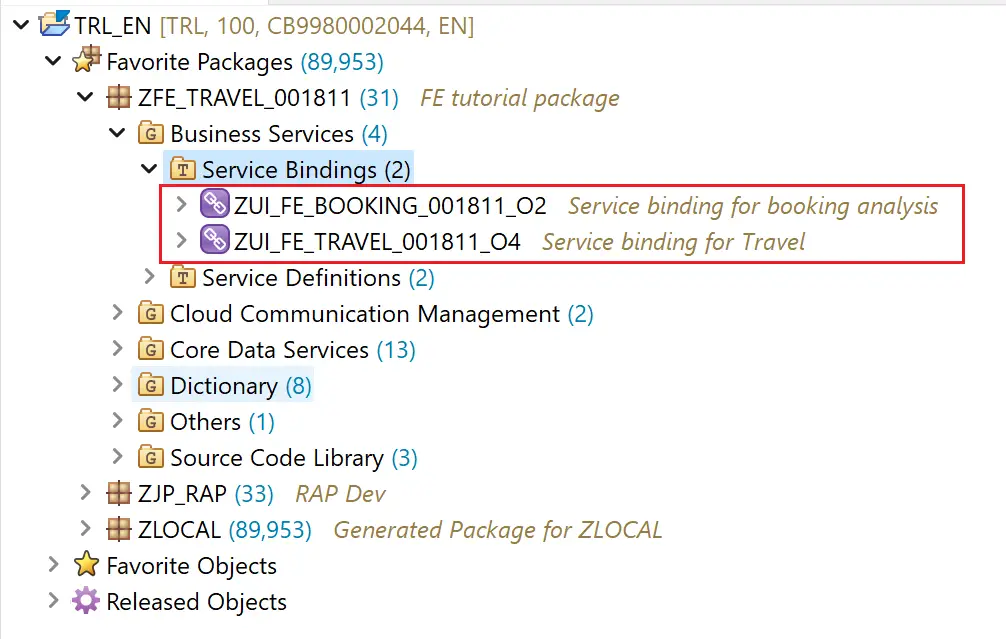 TRL_EN [TRL, 100, CB9980002044, EN]
Favorite Packages (89,953)
ZFE_TRAVEL_001811 (31) FE tutorial package
G Business Services (4)
T Service Bindings (2)
ZUI_FE_BOOKING_001811_O2 Service binding for booking analysis
ZUI_FE_TRAVEL_001811_O4 Service binding for Travel
T Service Definitions (2)
G Cloud Communication Management (2)
G Core Data Services (13)
G Dictionary (8)
G Others (1)
G Source Code Library (3)
ZJP_RAP (33) RAP Dev
ZLOCAL (89,953) Generated Package for ZLOCAL
Favorite Objects
Released Objects